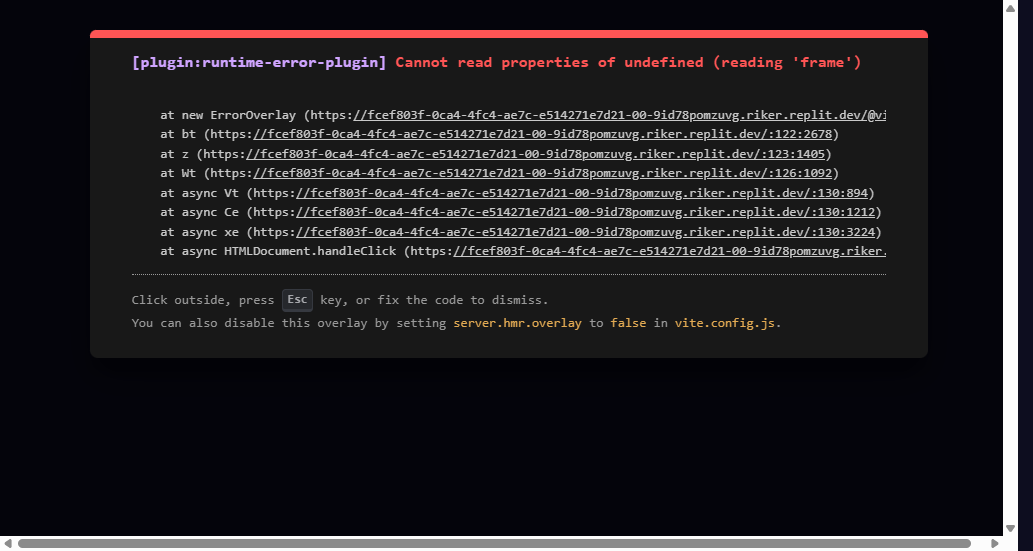 [plugin:runtime-error-plugin] Cannot read properties of undefined (reading 'frame')
at new ErrorOverlay (https://fcef803f-0ca4-4fc4-ae7c-e514271e7d21-00-9id78pomzuvg.riker.replit.dev/@vi
at bt (https://fcef803f-0ca4-4fc4-ae7c-e514271e7d21-00-9id78pomzuvg.riker.replit.dev/:122:2678)
at z (https://fcef803f-0ca4-4fc4-ae7c-e514271e7d21-00-9id78pomzuvg.riker.replit.dev/:123:1405)
at Wt (https://fcef803f-0ca4-4fc4-ae7c-e514271e7d21-00-9id78pomzuvg.riker.replit.dev/:126:1092)
at async Vt (https://fcef803f-0ca4-4fc4-ae7c-e514271e7d21-00-9id78pomzuvg.riker.replit.dev/:130:894)
at async Ce (https://fcef803f-0ca4-4fc4-ae7c-e514271e7d21-00-9id78pomzuvg.riker.replit.dev/:130:1212)
at async xe (https://fcef803f-0ca4-4fc4-ae7c-e514271e7d21-00-9id78pomzuvg.riker.replit.dev/:130:3224)
at async HTMLDocument.handleClick (https://fcef803f-0ca4-4fc4-ae7c-e514271e7d21-00-9id78pomzuvg.riker.
Click outside, press Esc key, or fix the code to dismiss.
You can also disable this overlay by setting server.hmr.overlay to false in vite.config.js.